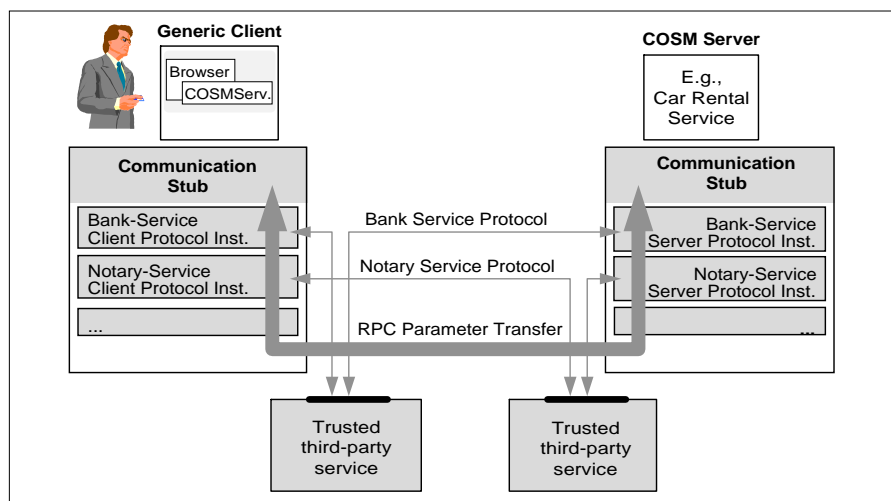 Generic Client
Browser
COSMServ.
COSM Server
E.g.,
Car Rental
Service
Communication
Stub
Bank-Service
Client Protocol Inst.
Notary-Service
Client Protocol Inst.
...
Bank Service Protocol
Notary Service Protocol
RPC Parameter Transfer
Communication
Stub
Bank-Service
Server Protocol Inst.
Notary-Service
Server Protocol Inst.
...
Trusted
third-party
service
Trusted
third-party
service